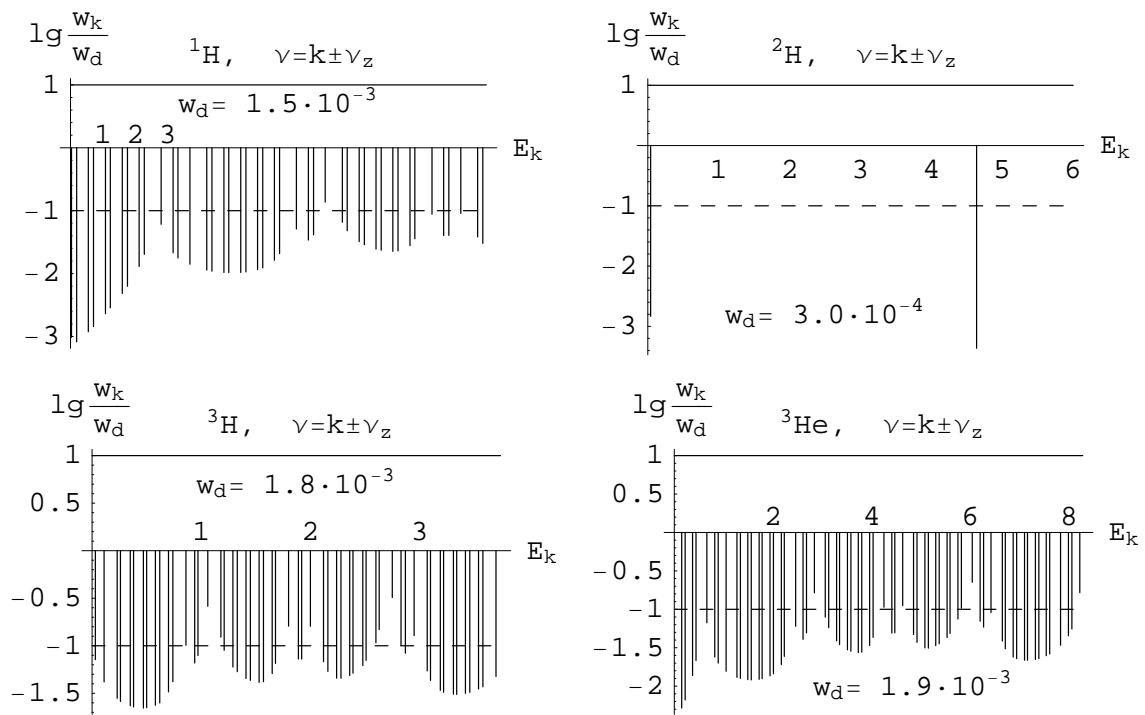 lg w_k/w_d
¹H, ν=k±ν_z
1
w_d= 1.5·10⁻³
1 2 3
E_k
−1
−2
−3
lg w_k/w_d
²H, ν=k±ν_z
1
E_k
1 2 3 4 5 6
−1
−2
w_d= 3.0·10⁻⁴
−3
lg w_k/w_d
³H, ν=k±ν_z
1
w_d= 1.8·10⁻³
0.5
1 2 3
E_k
−0.5
−1
−1.5
lg w_k/w_d
³He, ν=k±ν_z
1
0.5
2 4 6 8
E_k
−0.5
−1
−1.5
w_d= 1.9·10⁻³
−2